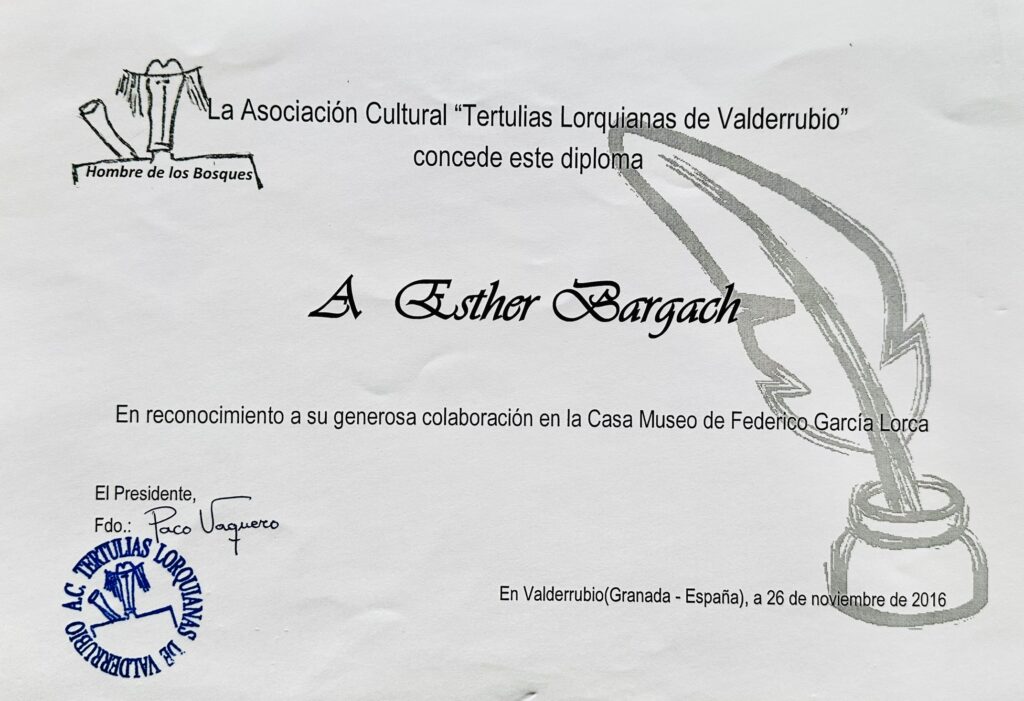 La Asociación Cultural “Tertulias Lorquianas de Valderrubio”
concede este diploma
Hombre de los Bosques
A Esther Bargach
En reconocimiento a su generosa colaboración en la Casa Museo de Federico García Lorca
El Presidente,
Fdo.: Paco Vaquero
A.C. TERTULIAS LORQUIANAS DE VALDERRUBIO
En Valderrubio(Granada - España), a 26 de noviembre de 2016